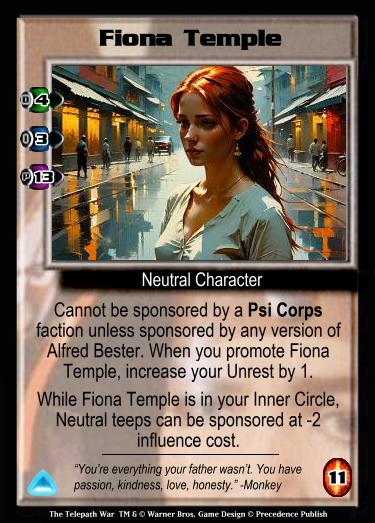 Fiona Temple
D 4
I 3
P 13
Neutral Character
Cannot be sponsored by a Psi Corps
faction unless sponsored by any version of
Alfred Bester. When you promote Fiona
Temple, increase your Unrest by 1.
While Fiona Temple is in your Inner Circle,
Neutral teeps can be sponsored at -2
influence cost.
"You're everything your father wasn't. You have
passion, kindness, love, honesty." -Monkey
11
The Telepath War TM & © Warner Bros. Game Design © Precedence Publish